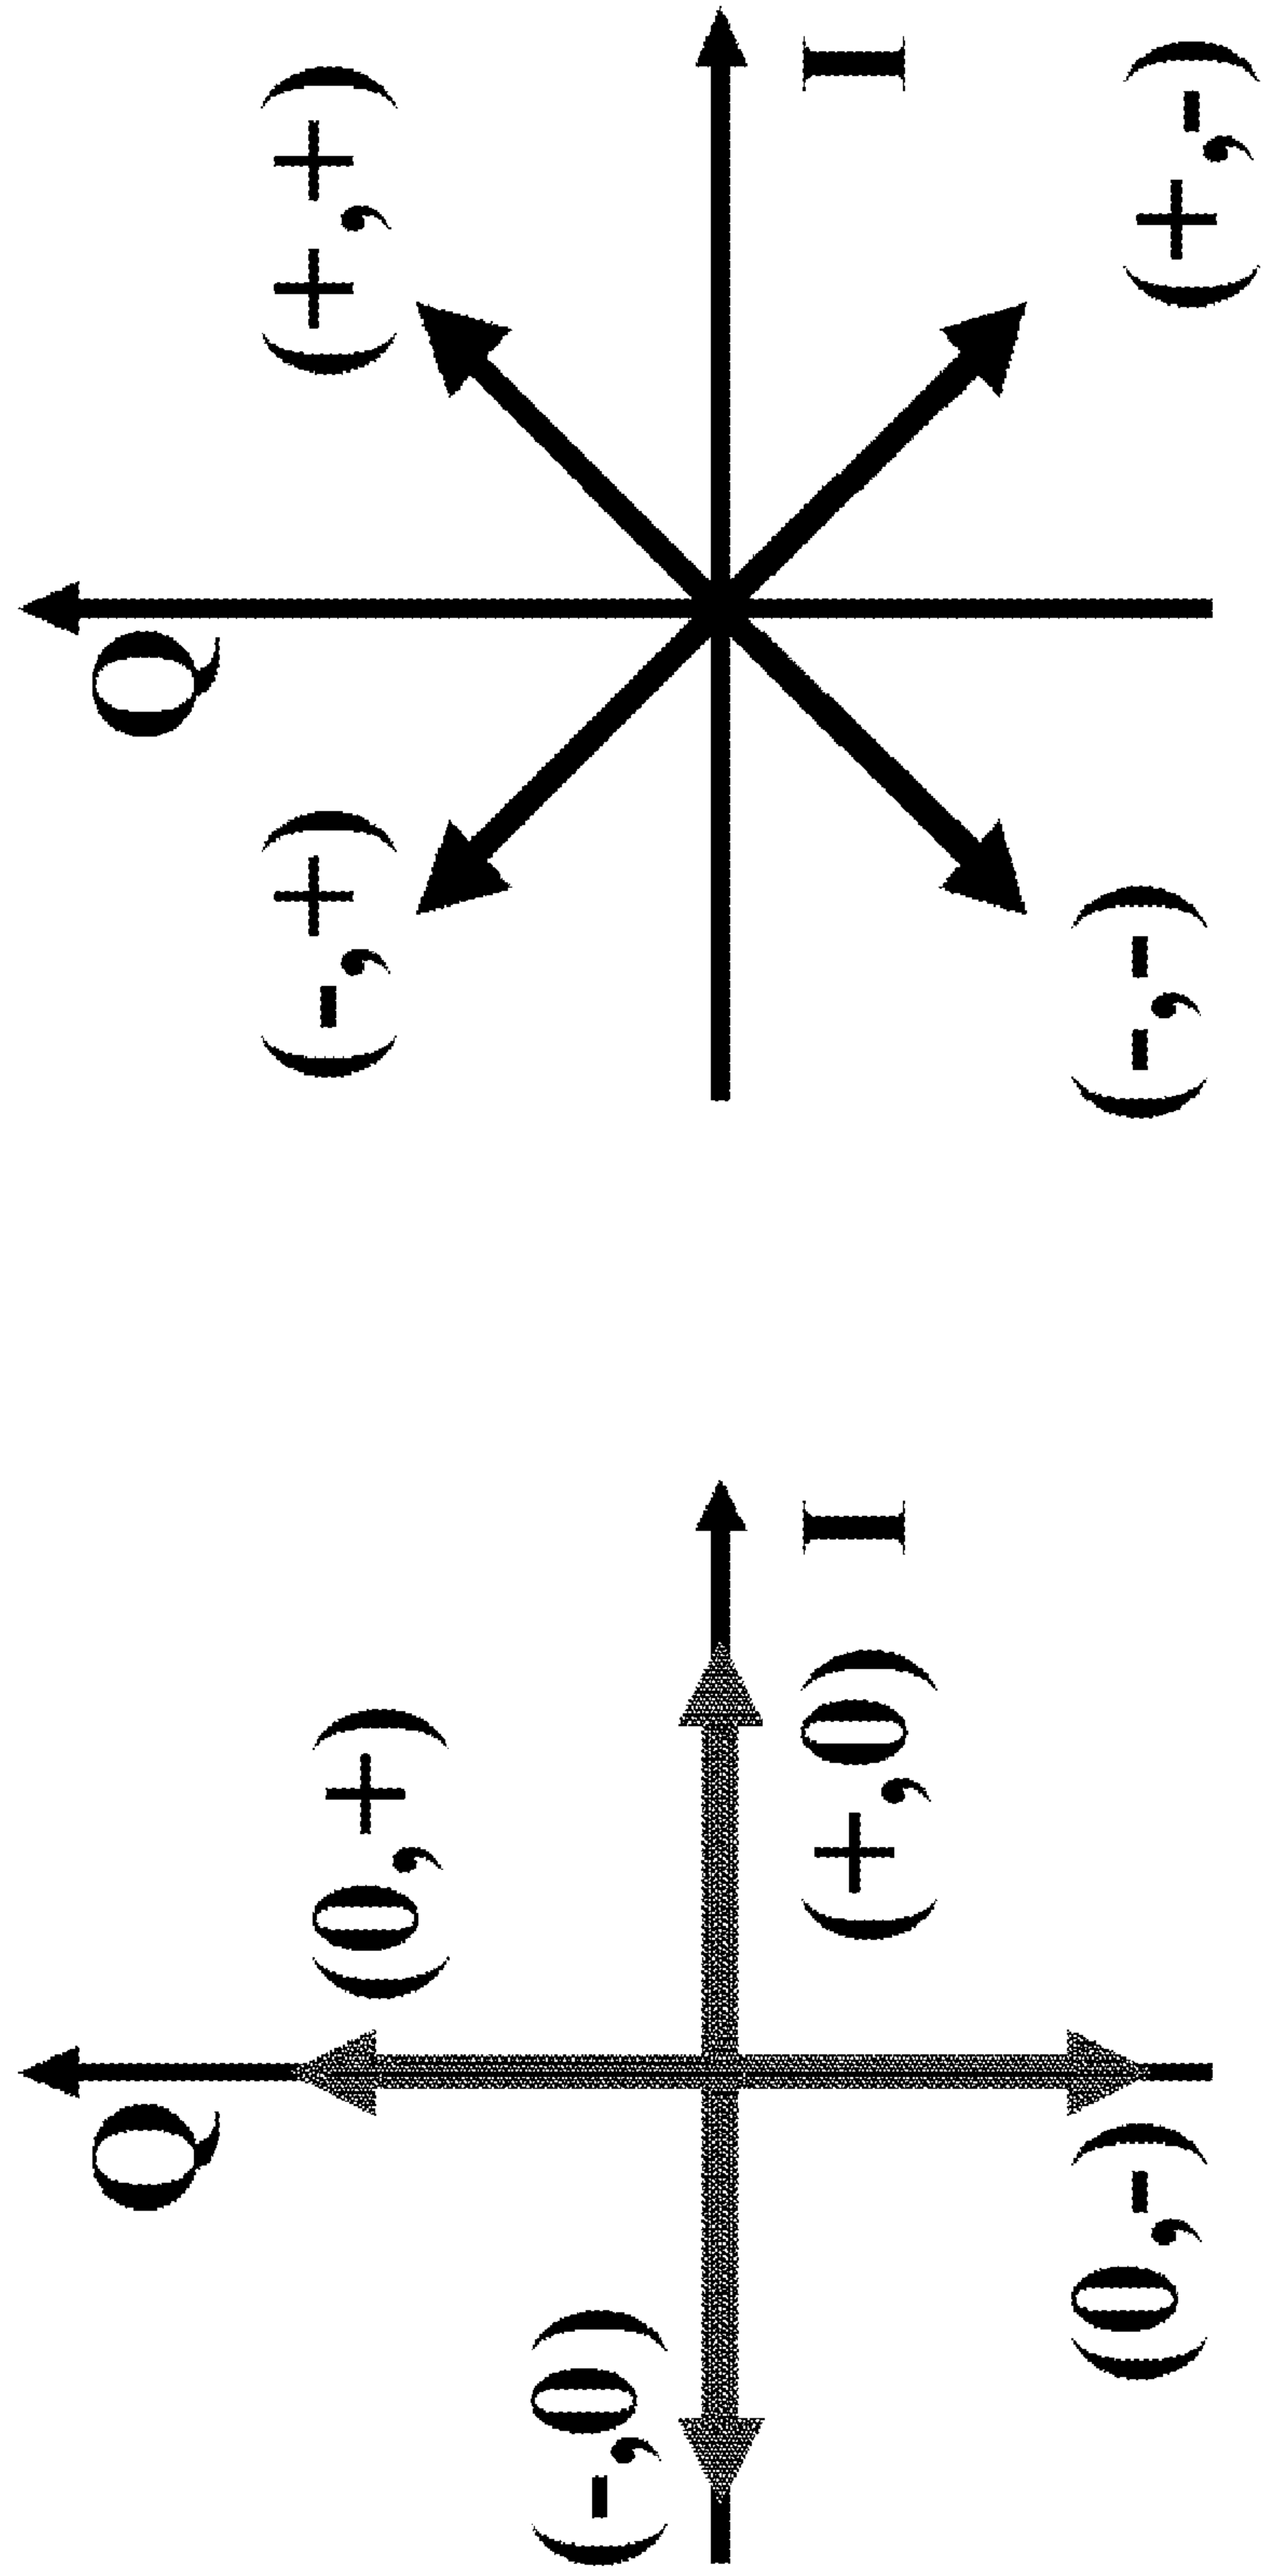 Q
(0,+)
(-,0)
(+,0)
I
(0,-)
Q
(-,+)
(+,+)
I
(-,-)
(+,-)